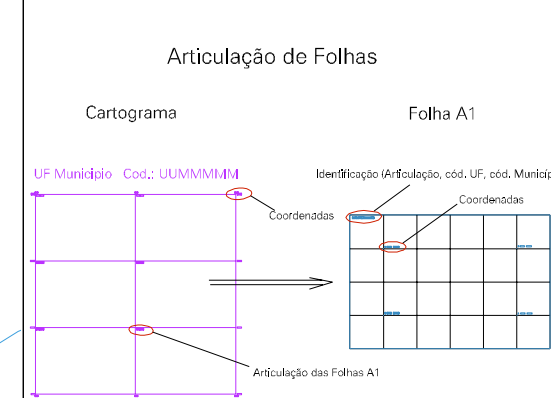 Articulação de Folhas
Cartograma
Folha A1
UF Municipio Cod.: UUMMMMM
Identificação (Articulação, cód. UF, cód. Municíp
Coordenadas
Coordenadas
Articulação das Folhas A1